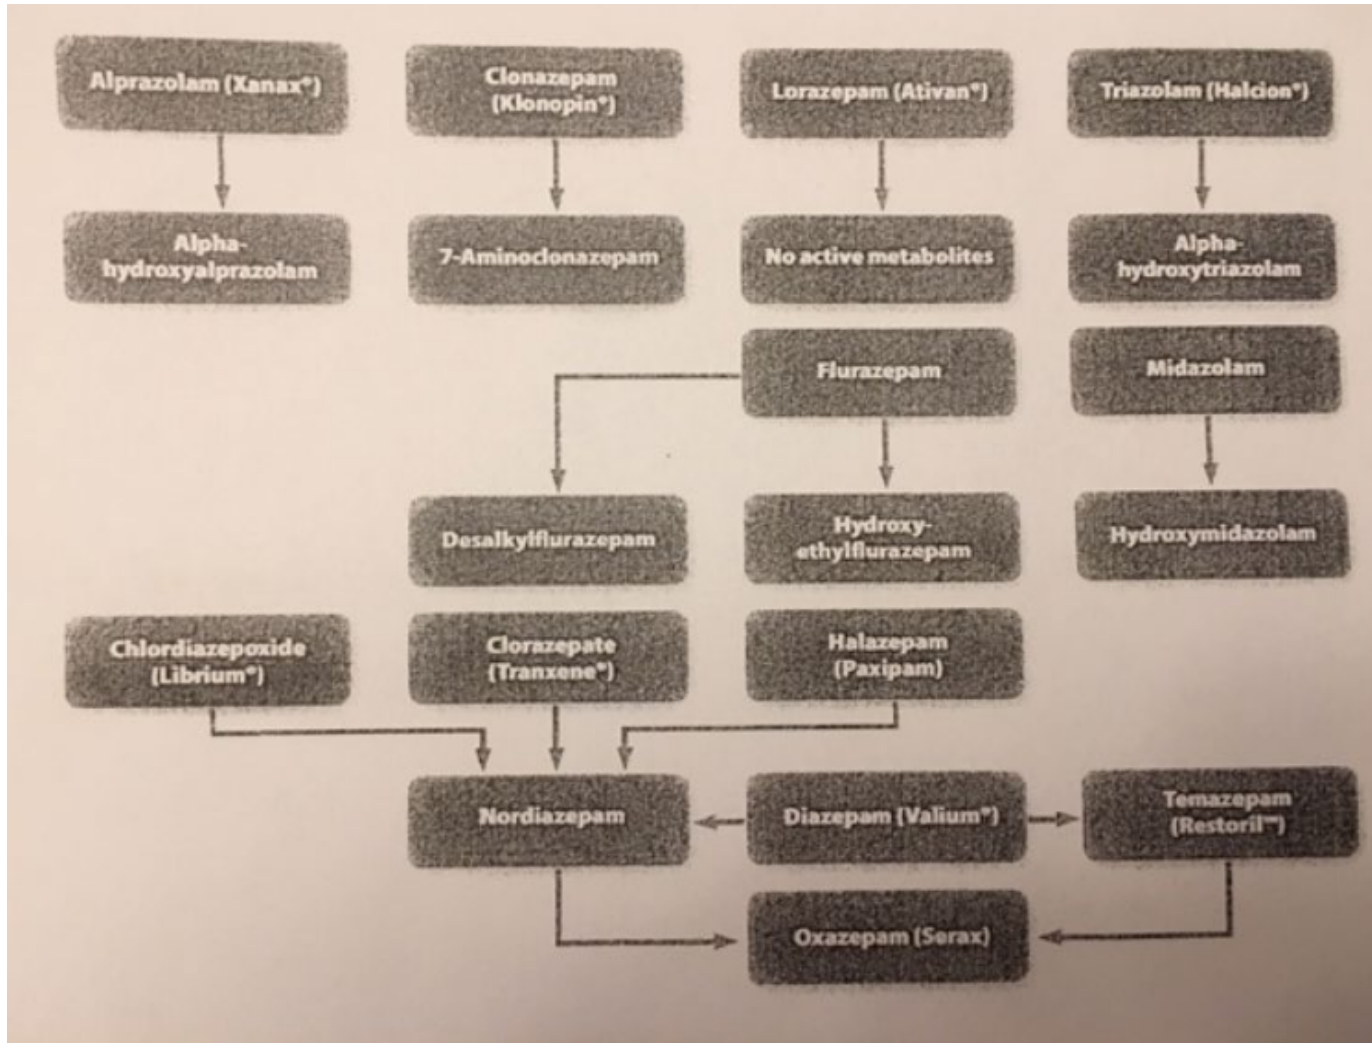 Alprazolam (Xanax®)
Clonazepam
(Klonopin®)
Lorazepam (Ativan®)
Triazolam (Halcion®)
Alpha-
hydroxyalprazolam
7-Aminoclonazepam
No active metabolites
Alpha-
hydroxytriazolam
Flurazepam
Midazolam
Desalkylflurazepam
Hydroxy-
ethylflurazepam
Hydroxymidazolam
Chlordiazepoxide
(Librium®)
Clorazepate
(Tranxene®)
Halazepam
(Paxipam)
Nordiazepam
Diazepam (Valium®)
Temazepam
(Restoril™)
Oxazepam (Serax)